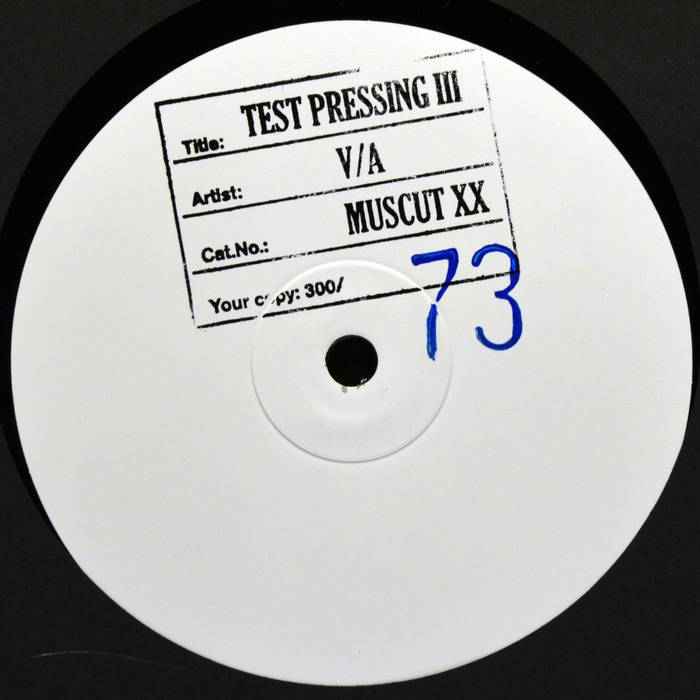 Title: TEST PRESSING III
Artist: V/A
Cat.No.: MUSCUT XX
Your copy: 300/ 73